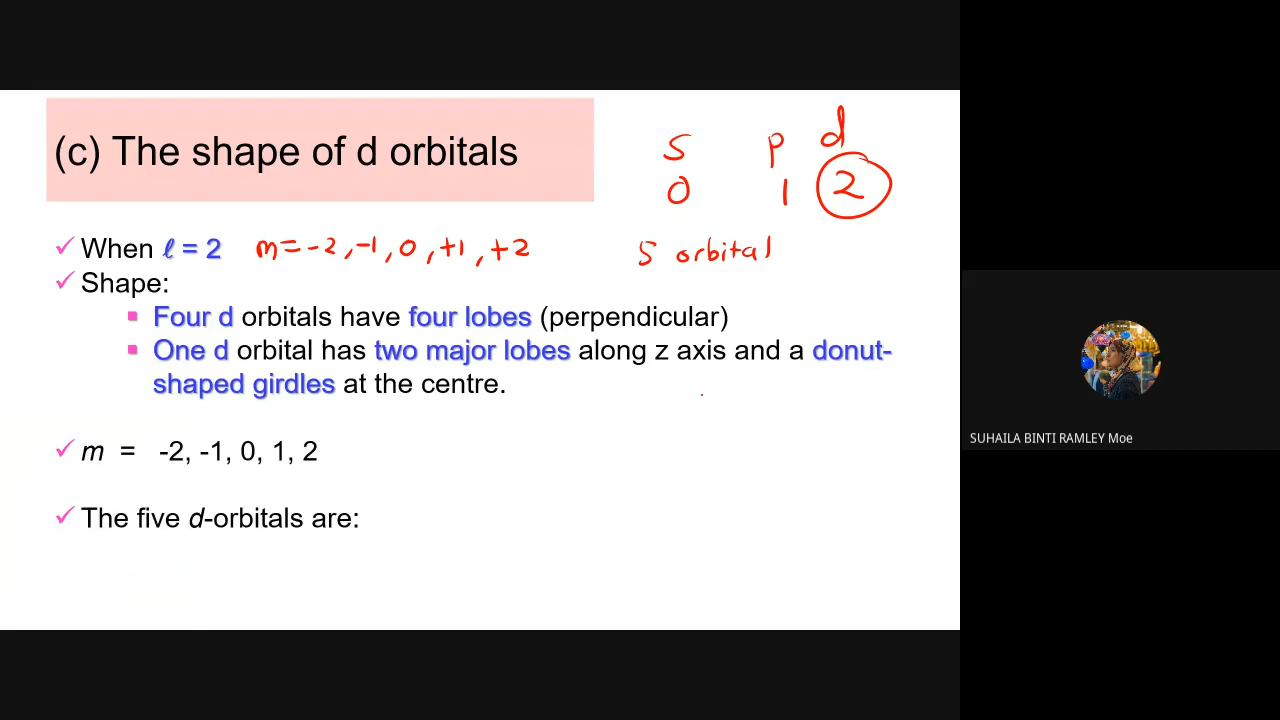 (c) The shape of d orbitals
s p d
0 1 2
✓ When ℓ = 2 m = -2, -1, 0, +1, +2 5 orbital
✓ Shape:
▪ Four d orbitals have four lobes (perpendicular)
▪ One d orbital has two major lobes along z axis and a donut-
shaped girdles at the centre.
✓ m = -2, -1, 0, 1, 2
✓ The five d-orbitals are:
SUHAILA BINTI RAMLEY Moe